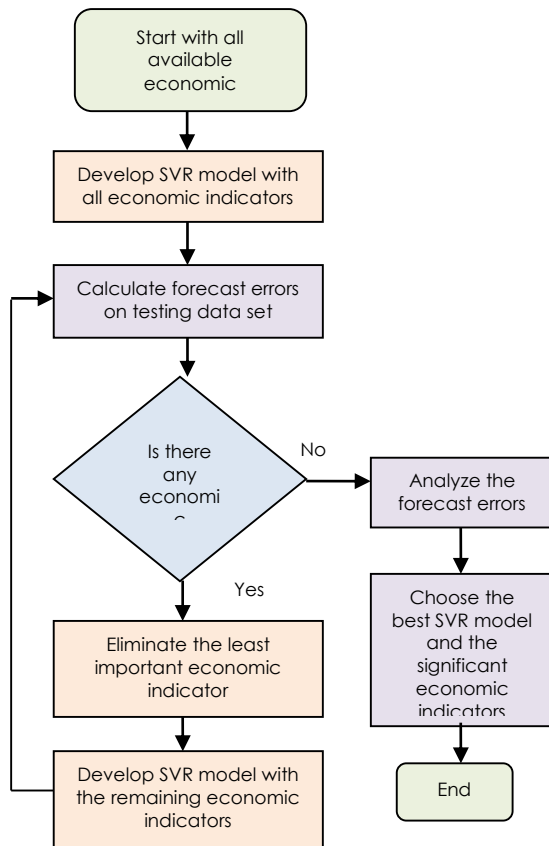 Start with all
available
economic
Develop SVR model with
all economic indicators
Calculate forecast errors
on testing data set
Is there
any
economi
No
Yes
Analyze the
forecast errors
Eliminate the least
important economic
indicator
Choose the
best SVR model
and the
significant
economic
indicators
Develop SVR model with
the remaining economic
indicators
End